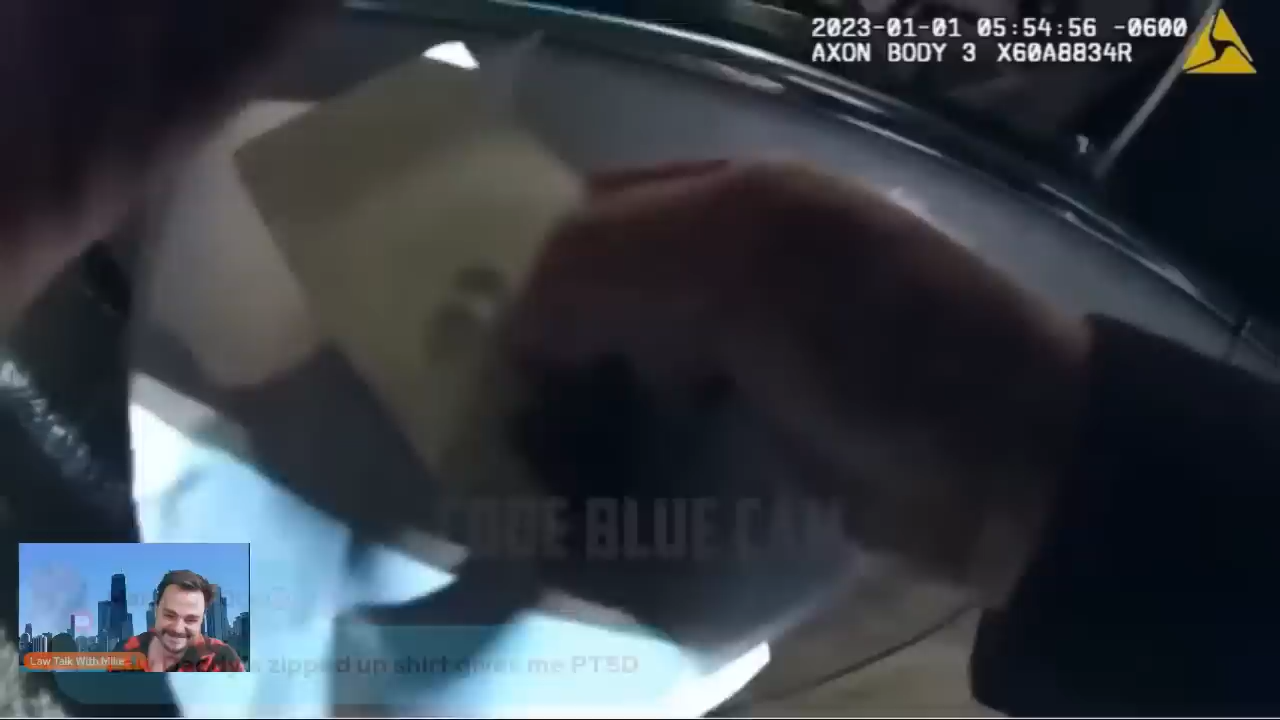 2023-01-01 05:54:56 -0600
AXON BODY 3 X60A8834R
CODE BLUE CAM
Law Talk With Mike
zipped up shirt gives me PTSD